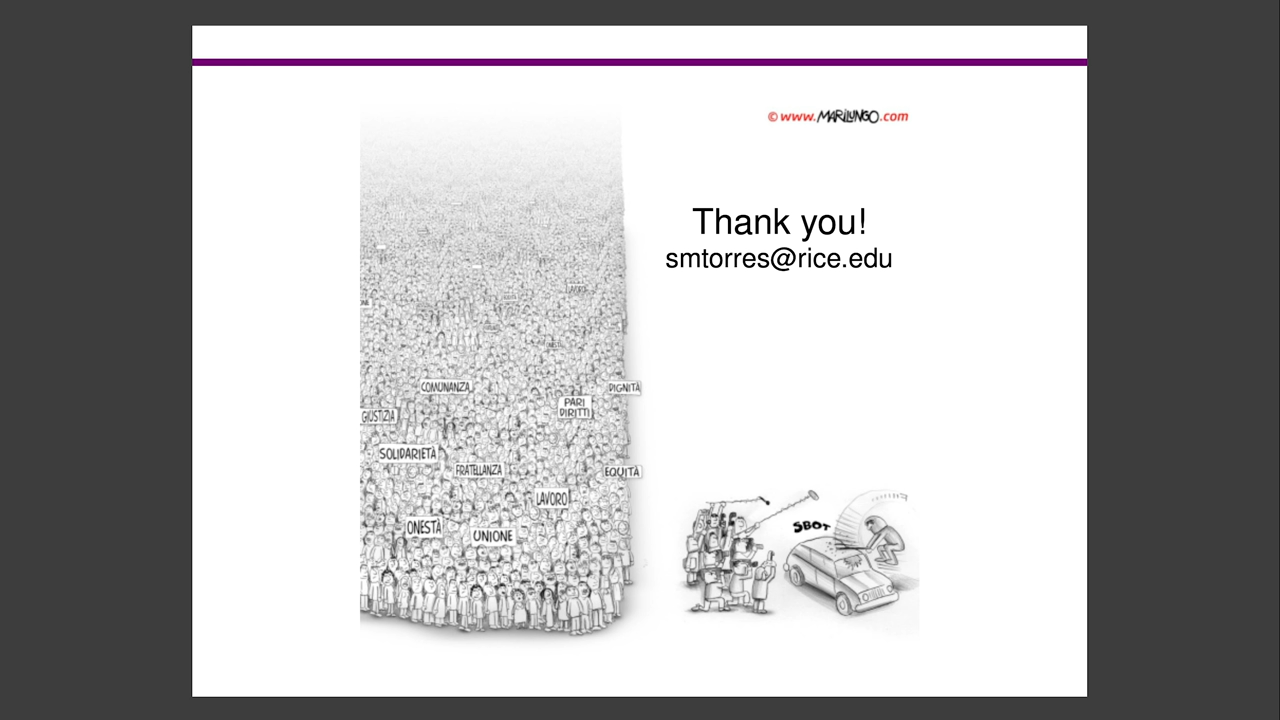 © www.MARILUNGO.com
Thank you!
smtorres@rice.edu
LAVORO
COMUNANZA
DIGNITÀ
PARI
DIRITTI
GIUSTIZIA
SOLIDARIETÀ
FRATELLANZA
EQUITÀ
LAVORO
ONESTÀ
UNIONE
SBOT